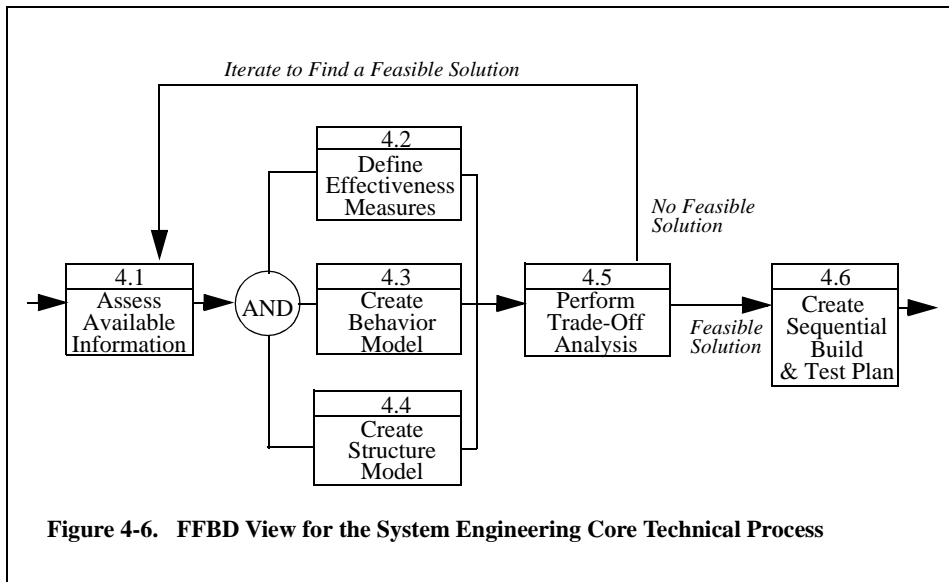 Iterate to Find a Feasible Solution
4.2
Define
Effectiveness
Measures
No Feasible
Solution
4.1
Assess
Available
Information
AND
4.3
Create
Behavior
Model
4.5
Perform
Trade-Off
Analysis
Feasible
Solution
4.6
Create
Sequential
Build
& Test Plan
4.4
Create
Structure
Model
Figure 4-6. FFBD View for the System Engineering Core Technical Process